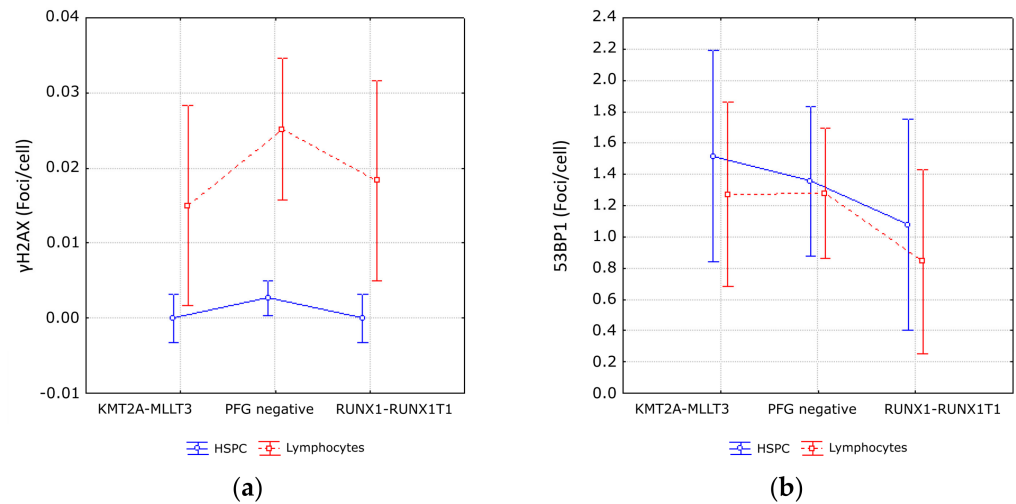 0.04
0.03
0.02
0.01
0.00
-0.01
γH2AX (Foci/cell)
KMT2A-MLLT3 PFG negative RUNX1-RUNX1T1
HSPC Lymphocytes
(a)
2.4
2.2
2.0
1.8
1.6
1.4
1.2
1.0
0.8
0.6
0.4
0.2
0.0
53BP1 (Foci/cell)
KMT2A-MLLT3 PFG negative RUNX1-RUNX1T1
HSPC Lymphocytes
(b)